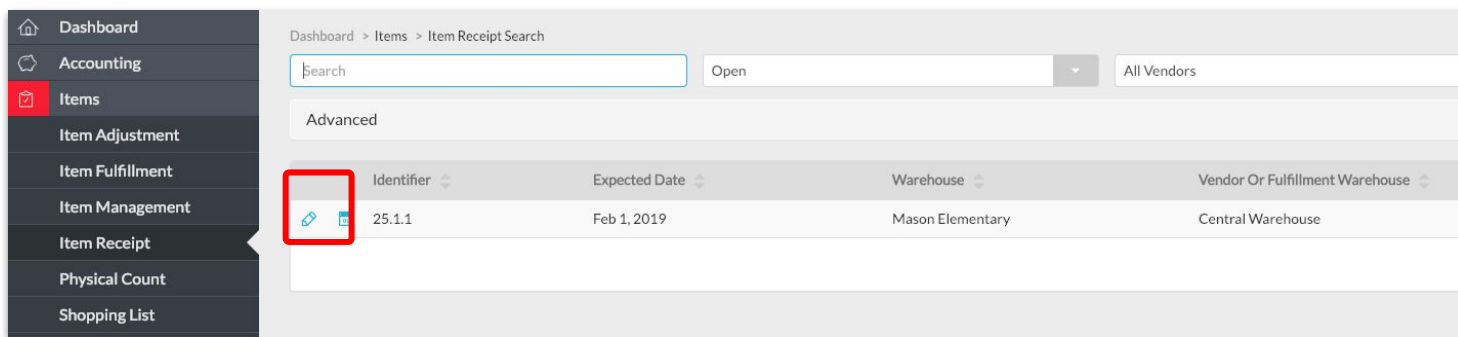 Dashboard
Accounting
Items
Item Adjustment
Item Fulfillment
Item Management
Item Receipt
Physical Count
Shopping List
Dashboard > Items > Item Receipt Search
Search Open All Vendors
Advanced
Identifier Expected Date Warehouse Vendor Or Fulfillment Warehouse
25.1.1 Feb 1, 2019 Mason Elementary Central Warehouse